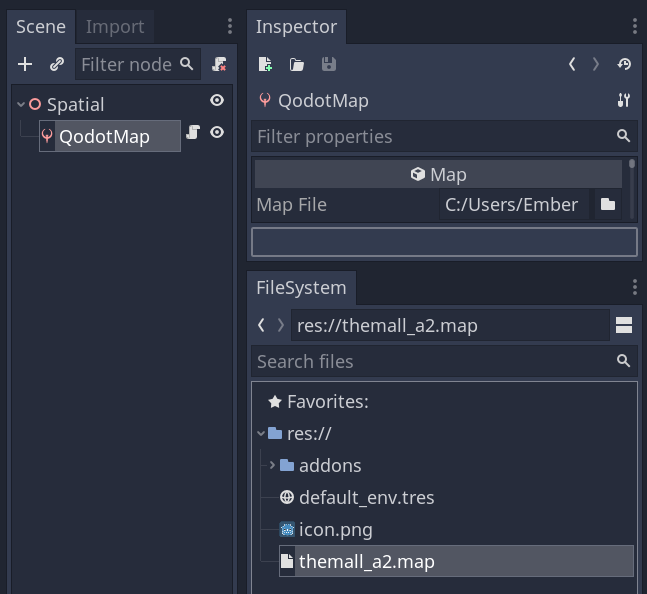 Scene
Import
Filter node
Spatial
QodotMap
Inspector
QodotMap
Filter properties
Map
Map File
C:/Users/Ember
FileSystem
res://themall_a2.map
Search files
Favorites:
res://
addons
default_env.tres
icon.png
themall_a2.map